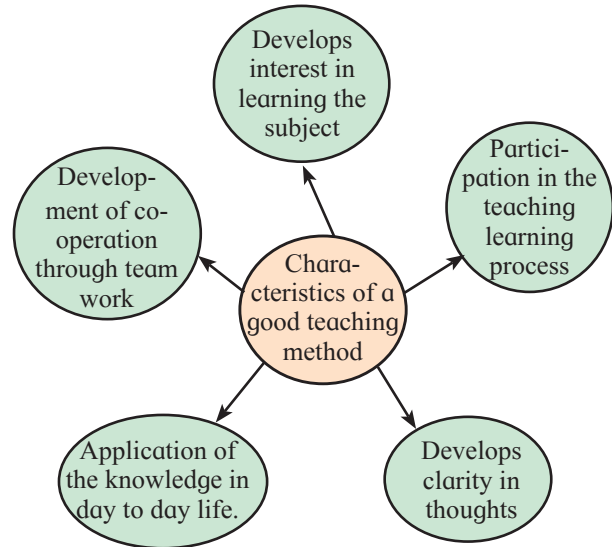 Develops
interest in
learning the
subject
Partici-
pation in the
teaching
learning
process
Develop-
ment of co-
operation
through team
work
Chara-
cteristics of a
good teaching
method
Application of
the knowledge in
day to day life.
Develops
clarity in
thoughts